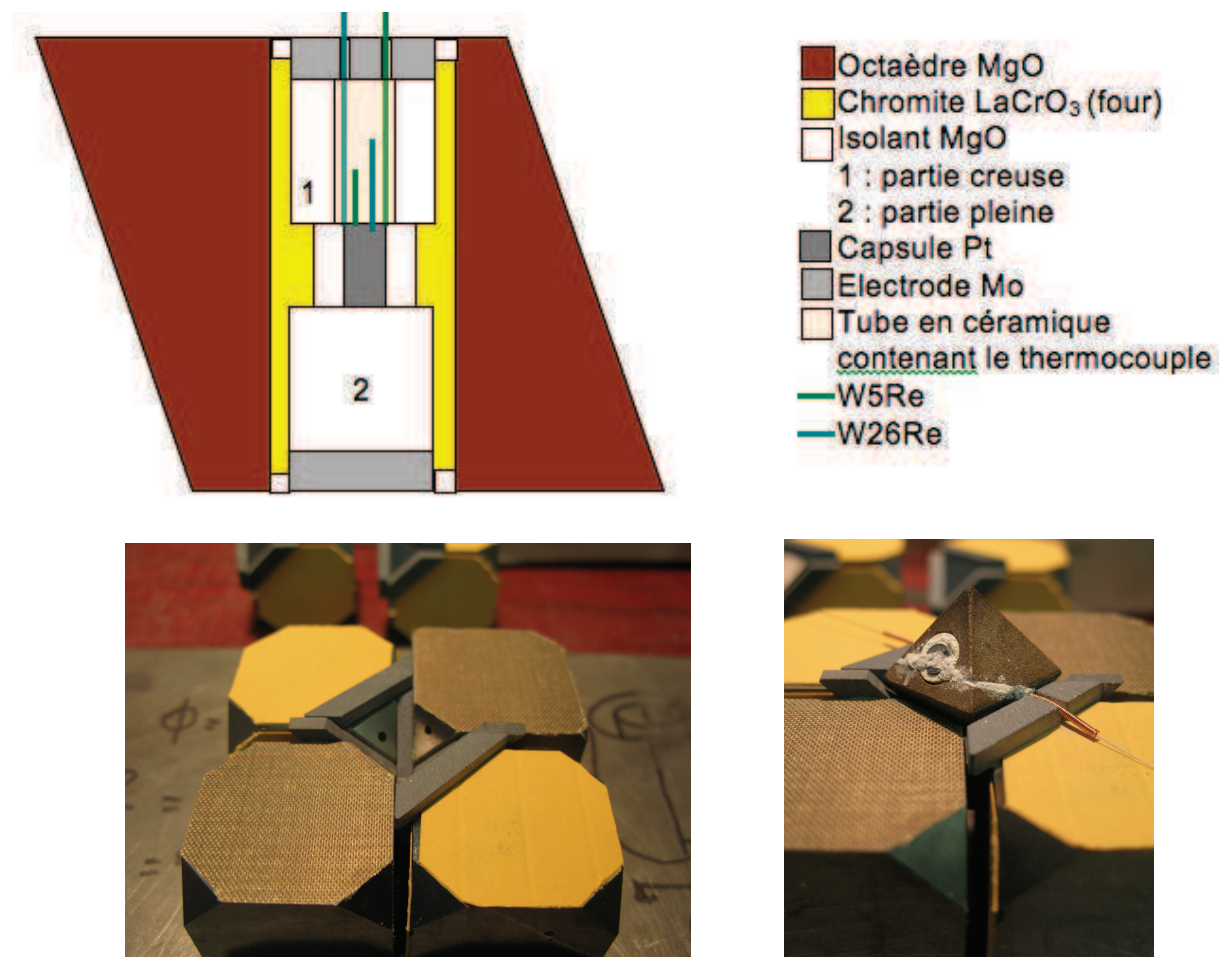 Octaèdre MgO
Chromite LaCrO₃ (four)
Isolant MgO
1 : partie creuse
2 : partie pleine
Capsule Pt
Electrode Mo
Tube en céramique
contenant le thermocouple
W5Re
W26Re
1
2